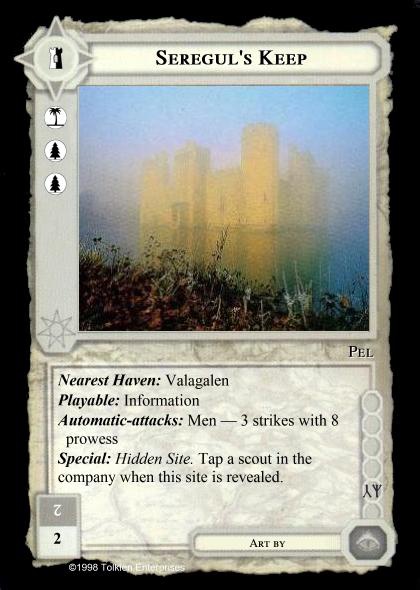 SEREGUL'S KEEP
PEL
Nearest Haven: Valagalen
Playable: Information
Automatic-attacks: Men — 3 strikes with 8
prowess
Special: Hidden Site. Tap a scout in the
company when this site is revealed.
2
2
ART BY
©1998 Tolkien Enterprises